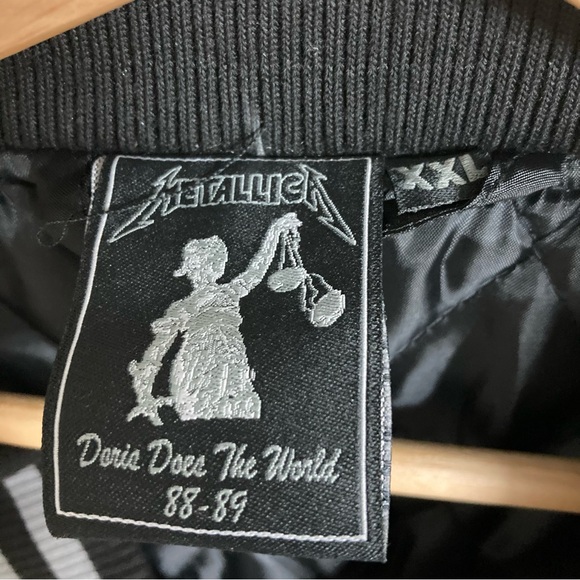 METALLICA
XXL
Doris Does The World
88-89